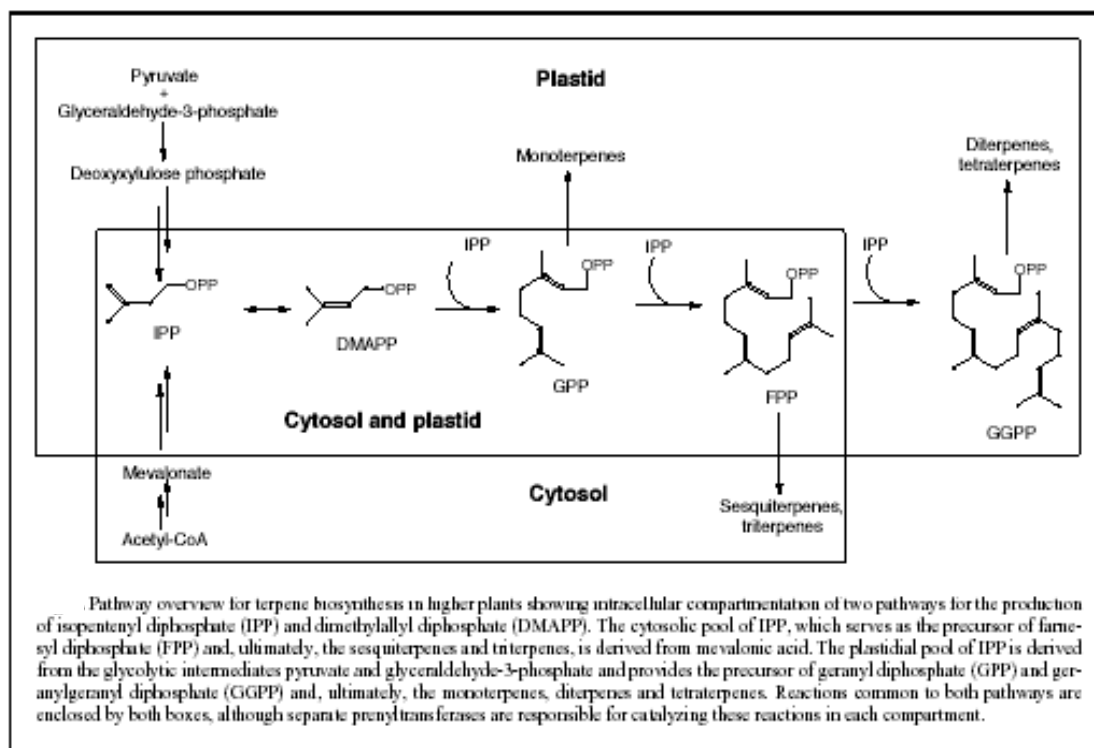 Pyruvate
+
Glyceraldehyde-3-phosphate
Plastid
Deoxyxylulose phosphate
Monoterpenes
Diterpenes,
tetraterpenes
IPP
IPP
IPP
OPP
IPP
OPP
DMAPP
OPP
GPP
OPP
FPP
OPP
GGPP
Cytosol and plastid
Mevalonate
Cytosol
Acetyl-CoA
Sesquiterpenes,
triterpenes
Pathway overview for terpene biosynthesis in higher plants showing intracellular compartmentation of two pathways for the production
of isopentenyl diphosphate (IPP) and dimethylallyl diphosphate (DMAPP). The cytosolic pool of IPP, which serves as the precursor of farne-
syl diphosphate (FPP) and, ultimately, the sesquiterpenes and triterpenes, is derived from mevalonic acid. The plastidial pool of IPP is derived
from the glycolytic intermediates pyruvate and glyceraldehyde-3-phosphate and provides the precursor of geranyl diphosphate (GPP) and ger-
anylgeranyl diphosphate (GGPP) and, ultimately, the monoterpenes, diterpenes and tetraterpenes. Reactions common to both pathways are
enclosed by both boxes, although separate prenyltransferases are responsible for catalyzing these reactions in each compartment.